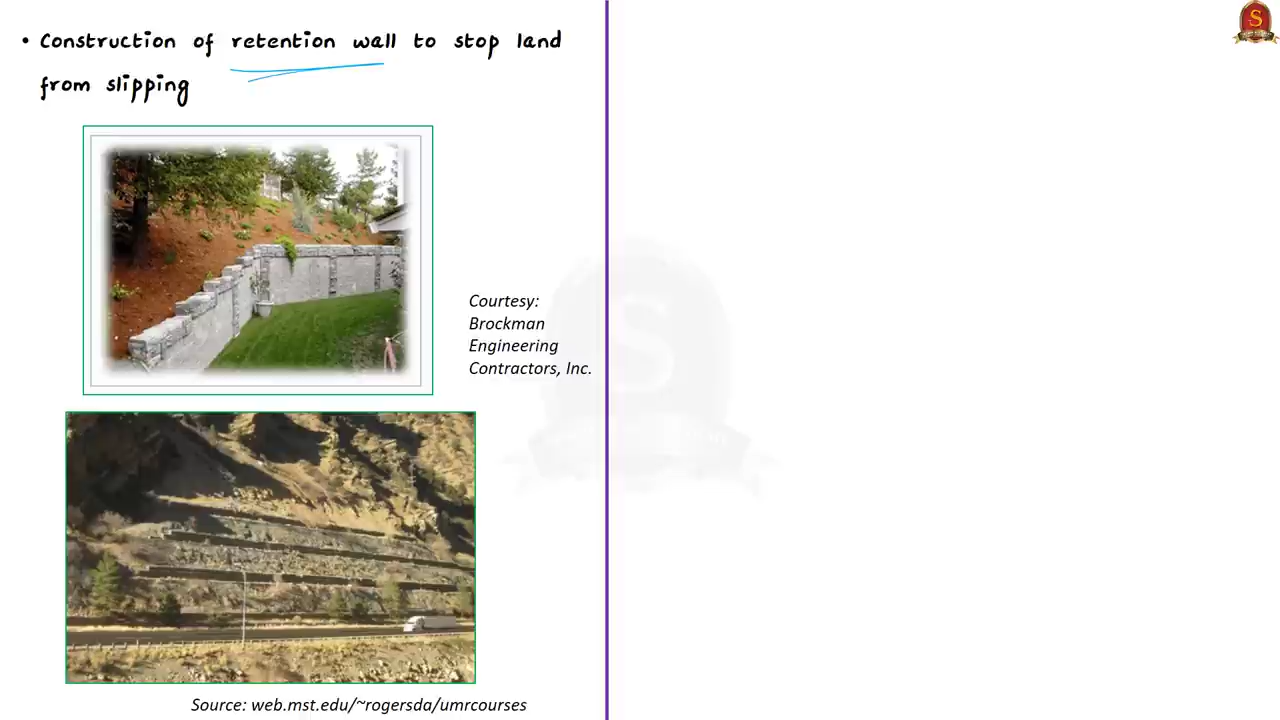 • Construction of retention wall to stop land
from slipping
Courtesy:
Brockman
Engineering
Contractors, Inc.
Source: web.mst.edu/~rogersda/umrcourses
S